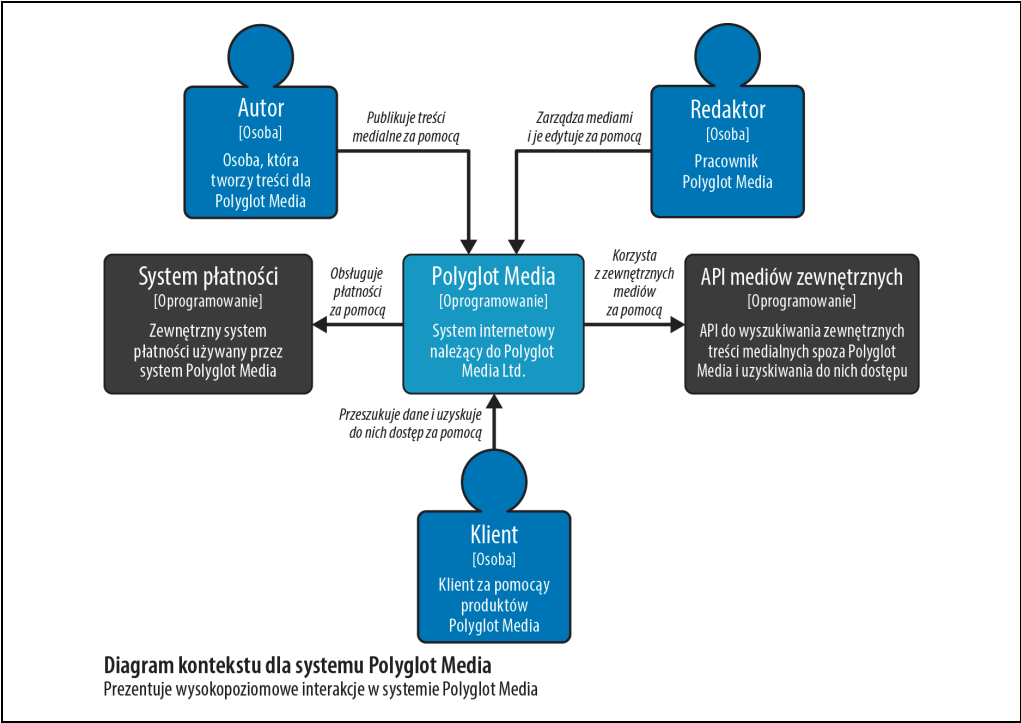 Autor
[Osoba]
Osoba, która
tworzy treści dla
Polyglot Media
Publikuje treści
medialne za pomocą
Zarządza mediami
i je edytuje za pomocą
Redaktor
[Osoba]
Pracownik
Polyglot Media
System płatności
[Oprogramowanie]
Zewnętrzny system
płatności używany przez
system Polyglot Media
Obsługuje
płatności
za pomocą
Polyglot Media
[Oprogramowanie]
System internetowy
należący do Polyglot
Media Ltd.
Korzysta
z zewnętrznych
mediów
za pomocą
API mediów zewnętrznych
[Oprogramowanie]
API do wyszukiwania zewnętrznych
treści medialnych spoza Polyglot
Media i uzyskiwania do nich dostępu
Przeszukuje dane i uzyskuje
do nich dostęp za pomocą
Klient
[Osoba]
Klient za pomocąy
produktów
Polyglot Media
Diagram kontekstu dla systemu Polyglot Media
Prezentuje wysokopoziomowe interakcje w systemie Polyglot Media